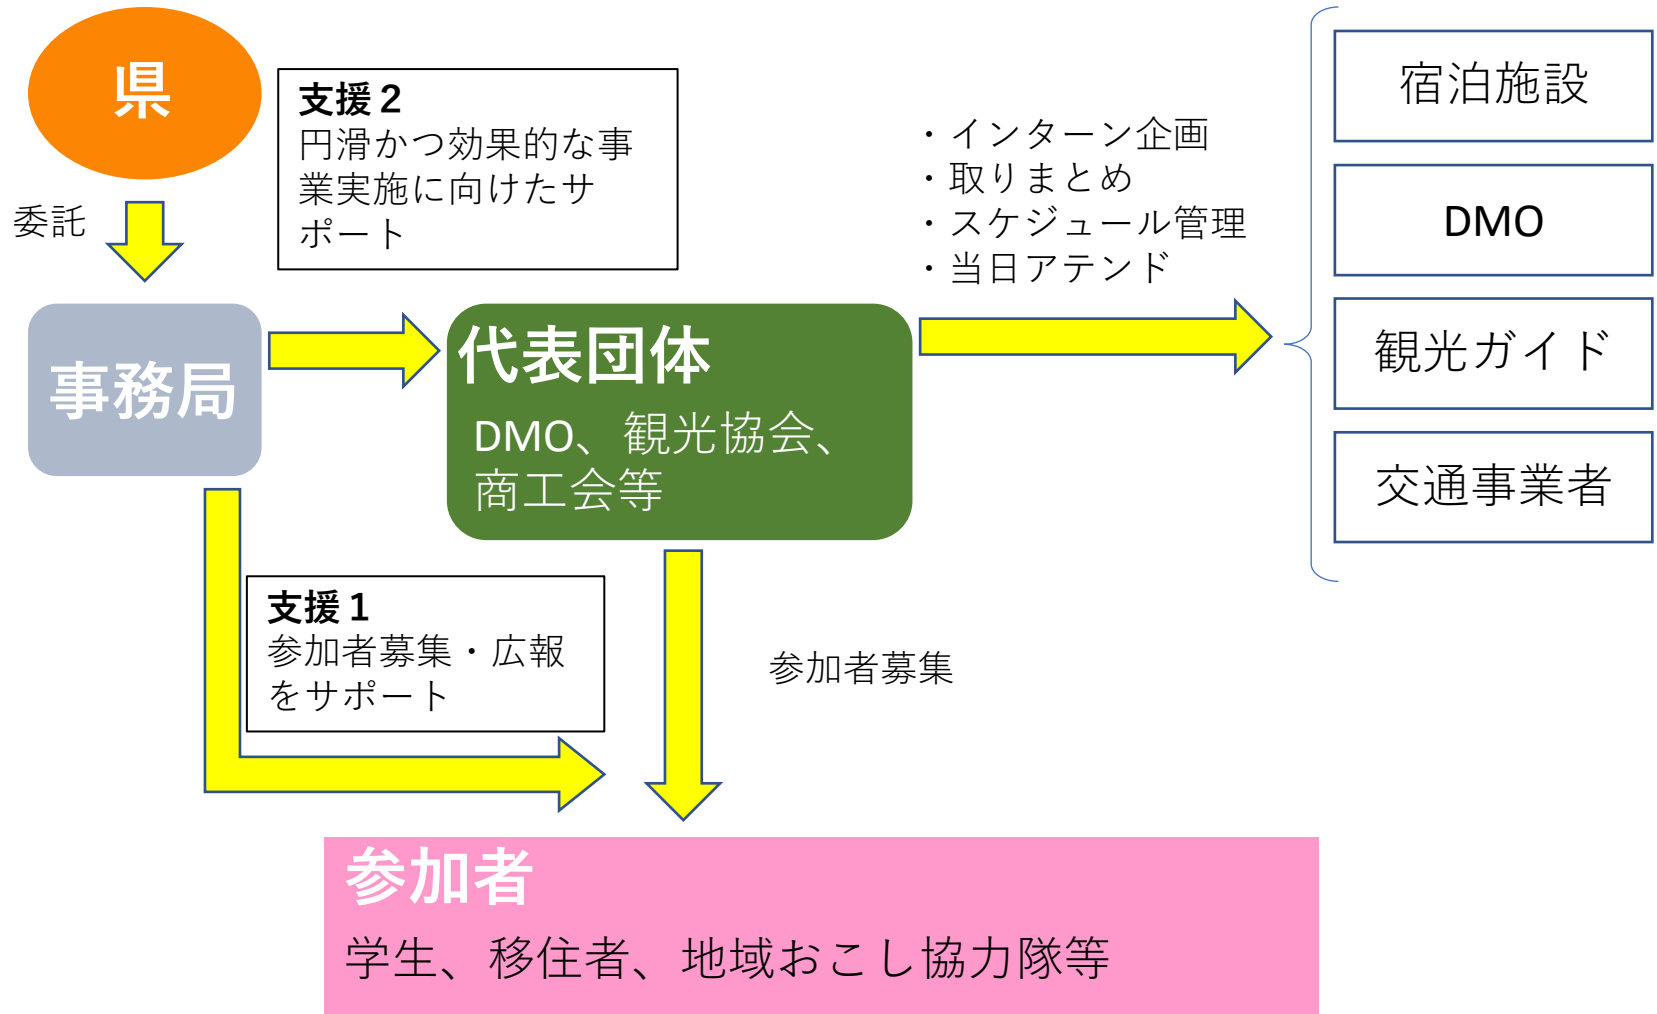 県
委託
支援２
円滑かつ効果的な事
業実施に向けたサ
ポート
・インターン企画
・取りまとめ
・スケジュール管理
・当日アテンド
宿泊施設
DMO
観光ガイド
交通事業者
事務局
代表団体
DMO、観光協会、
商工会等
支援１
参加者募集・広報
をサポート
参加者募集
参加者
学生、移住者、地域おこし協力隊等